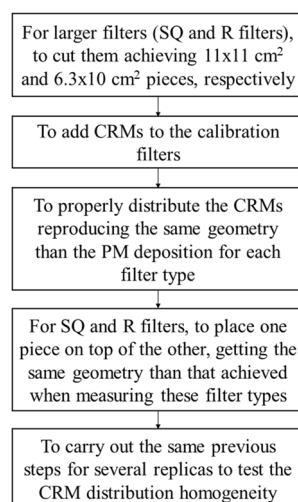 For larger filters (SQ and R filters),
to cut them achieving 11x11 cm²
and 6.3x10 cm² pieces, respectively
To add CRMs to the calibration
filters
To properly distribute the CRMs
reproducing the same geometry
than the PM deposition for each
filter type
For SQ and R filters, to place one
piece on top of the other, getting the
same geometry than that achieved
when measuring these filter types
To carry out the same previous
steps for several replicas to test the
CRM distribution homogeneity